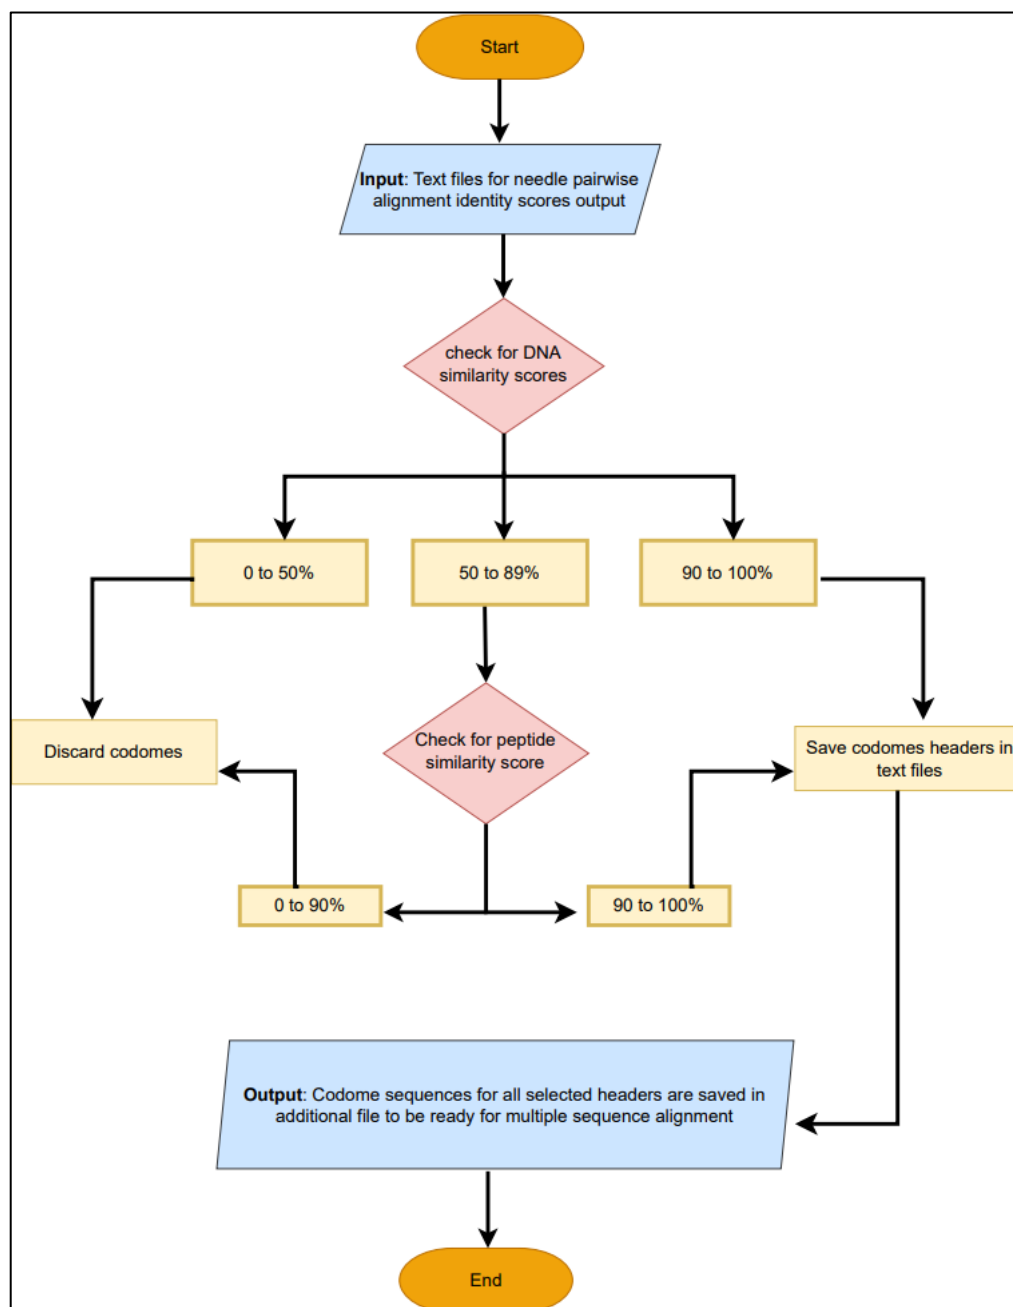 Start
Input: Text files for needle pairwise
alignment identity scores output
check for DNA
similarity scores
0 to 50%
50 to 89%
90 to 100%
Discard codomes
Check for peptide
similarity score
Save codomes headers in
text files
0 to 90%
90 to 100%
Output: Codome sequences for all selected headers are saved in
additional file to be ready for multiple sequence alignment
End